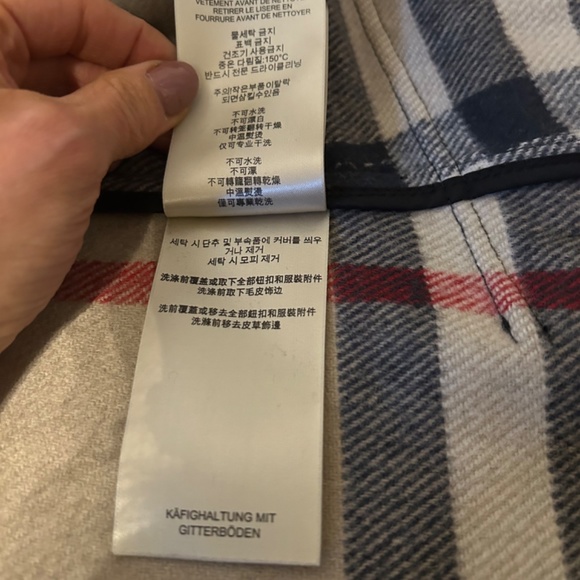 VÊTEMENT AVANT DE NETTOYER
RETIRER LE LISERE EN
FOURRURE AVANT DE NETTOYER
물세탁 금지
표백 금지
건조기 사용금지
중온 다림질:150°C
반드시 전문 드라이클리닝
주의!작은부품이탈락
되면삼킬수있음
不可水洗
不可漂白
不可转笼翻转干燥
中温熨烫
仅可专业干洗
不可水洗
不可漂
不可轉籠翻轉乾燥
中溫熨燙
僅可專業乾洗
세탁 시 단추 및 부속품에 커버를 씌우
거나 제거
세탁 시 모피 제거
洗涤前覆盖或取下全部钮扣和服装附件
洗涤前取下毛皮饰边
洗前覆蓋或移去全部鈕扣和服裝附件
洗滌前移去皮草飾邊
KÄFIGHALTUNG MIT
GITTERBÖDEN